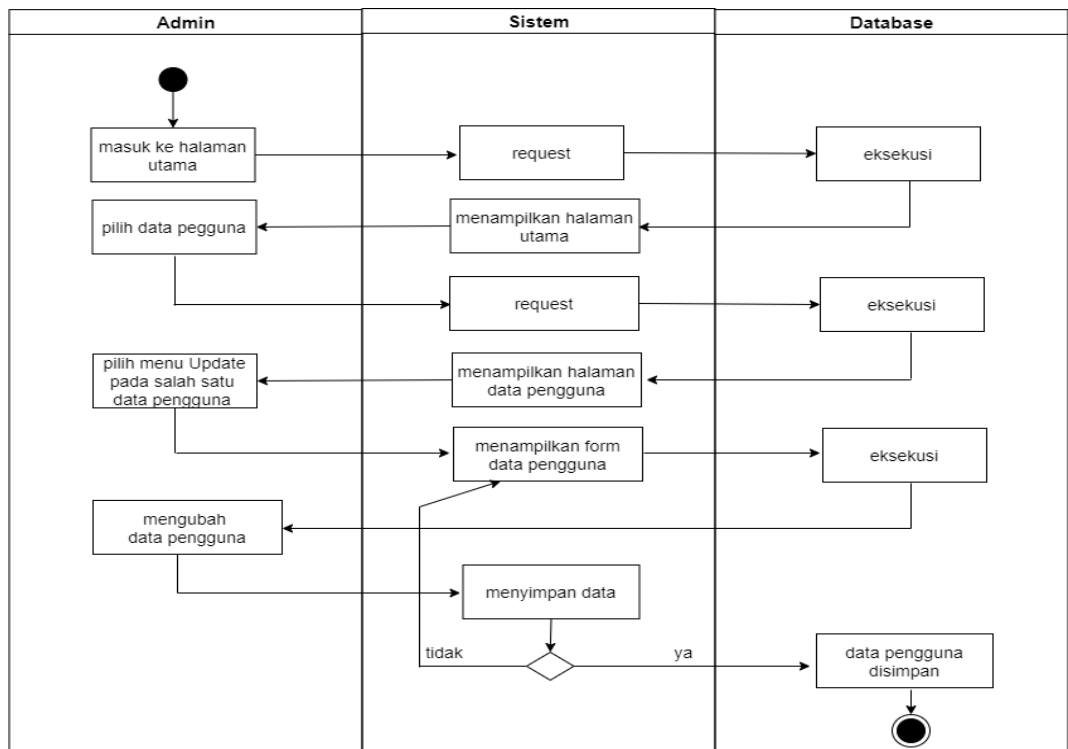 Admin
Sistem
Database
masuk ke halaman
utama
request
eksekusi
pilih data pegguna
menampilkan halaman
utama
request
eksekusi
pilih menu Update
pada salah satu
data pengguna
menampilkan halaman
data pengguna
menampilkan form
data pengguna
eksekusi
mengubah
data pengguna
menyimpan data
tidak
ya
data pengguna
disimpan